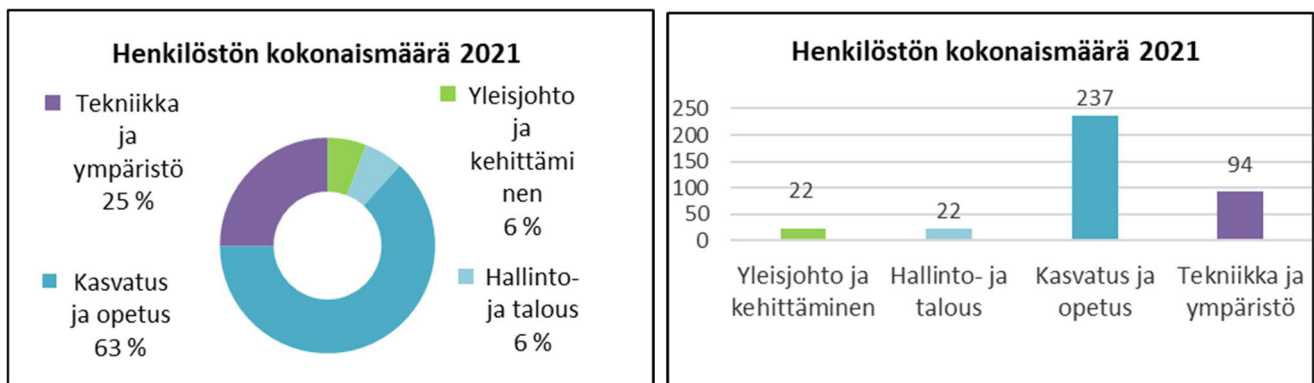 Henkilöstön kokonaismäärä 2021
Tekniikka
ja
ympäristö
25 %
Yleisjohto
ja
kehittämi
nen
6 %
Kasvatus
ja opetus
63 %
Hallinto-
ja talous
6 %
Henkilöstön kokonaismäärä 2021
250
200
150
100
50
0
22
22
237
94
Yleisjohto ja
kehittäminen
Hallinto- ja
talous
Kasvatus ja
opetus
Tekniikka ja
ympäristö